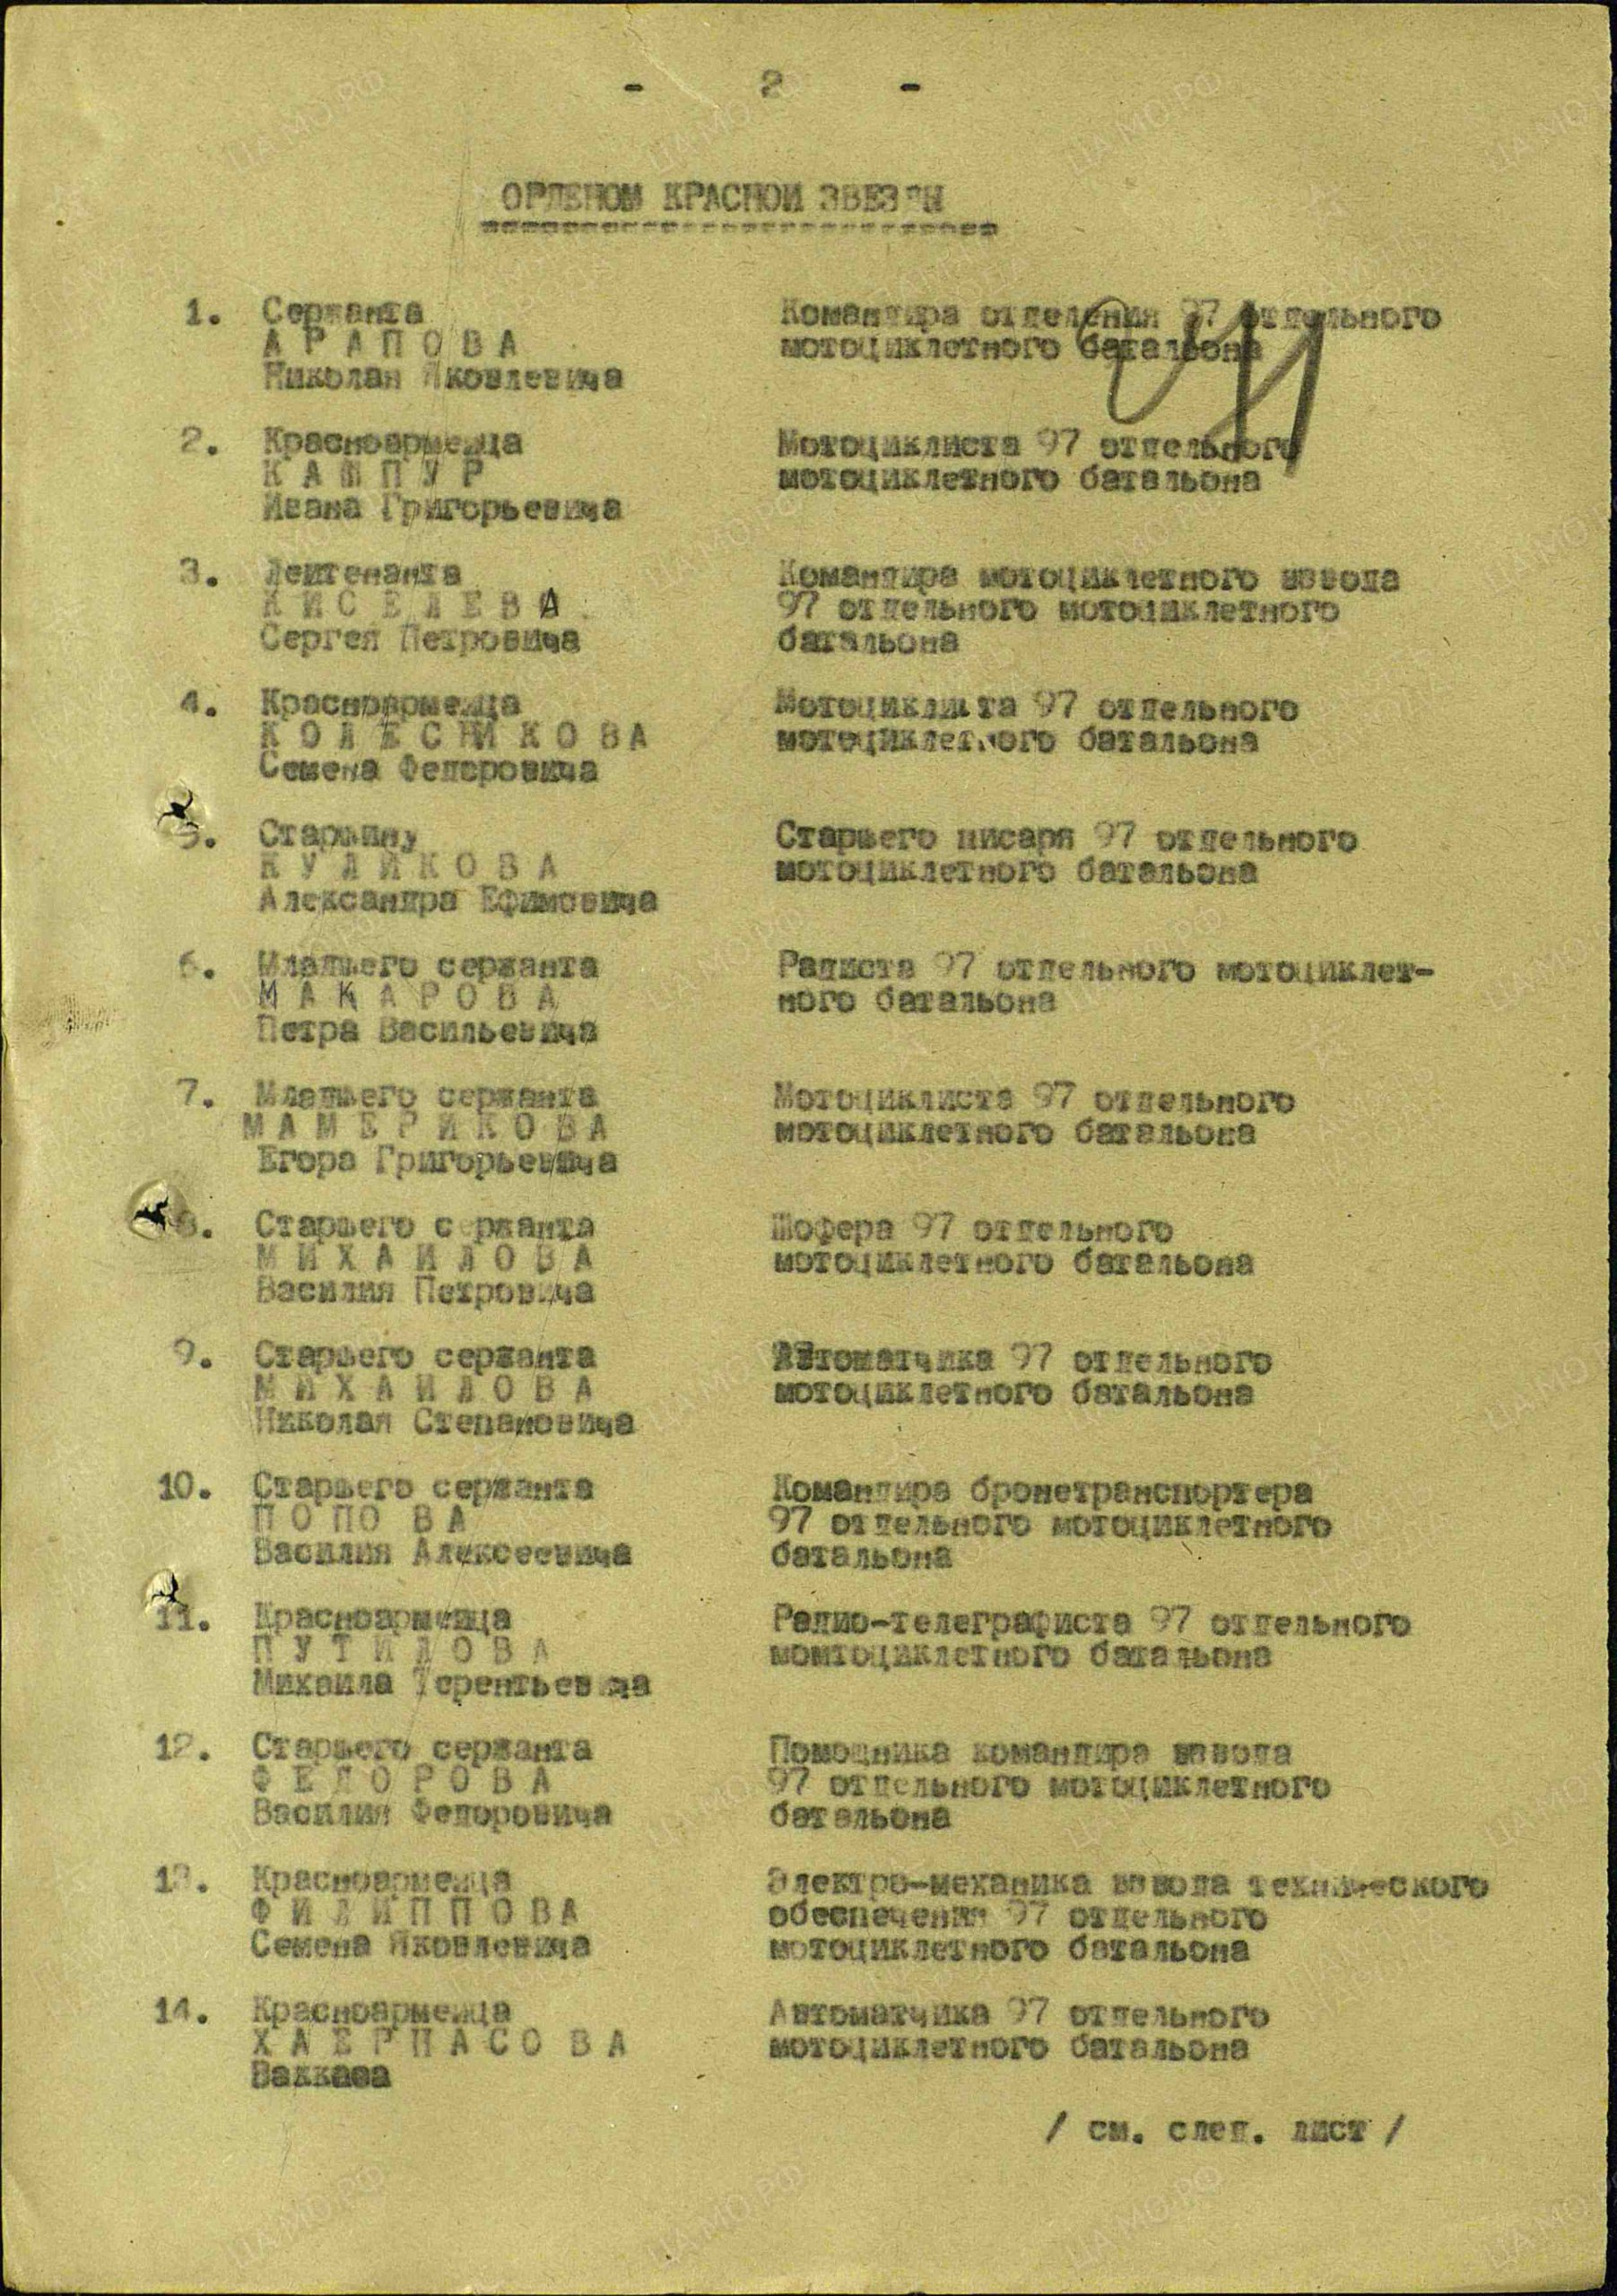 - 2 -
ОРДЕНОМ КРАСНОЙ ЗВЕЗДЫ
1. Сержанта
АРАПОВА
Николая Яковлевича
Командира отделения 97 отдельного
мотоциклетного батальона
2. Красноармейца
КАШПУР
Ивана Григорьевича
Мотоциклиста 97 отдельного
мотоциклетного батальона
3. Лейтенанта
КИСЕЛЕВА
Сергея Петровича
Командира мотоциклетного взвода
97 отдельного мотоциклетного
батальона
4. Красноармейца
КОЛЕСНИКОВА
Семена Федоровича
Мотоциклиста 97 отдельного
мотоциклетного батальона
5. Старшину
КУЛИКОВА
Александра Ефимовича
Старшего писаря 97 отдельного
мотоциклетного батальона
6. Младшего сержанта
МАКАРОВА
Петра Васильевича
Радиста 97 отдельного мотоциклет-
ного батальона
7. Младшего сержанта
МАМЕРИКОВА
Егора Григорьевича
Мотоциклиста 97 отдельного
мотоциклетного батальона
8. Старшего сержанта
МИХАЙЛОВА
Василия Петровича
Шофера 97 отдельного
мотоциклетного батальона
9. Старшего сержанта
МИХАЙЛОВА
Николая Степановича
Автоматчика 97 отдельного
мотоциклетного батальона
10. Старшего сержанта
ПОПОВА
Василия Алексеевича
Командира бронетранспортера
97 отдельного мотоциклетного
батальона
11. Красноармейца
ПУТИЛОВА
Михаила Терентьевича
Радио-телеграфиста 97 отдельного
момтоциклетного батальона
12. Старшего сержанта
ФЕДОРОВА
Василия Федоровича
Помощника командира взвода
97 отдельного мотоциклетного
батальона
13. Красноармейца
ФИЛИППОВА
Семена Яковлевича
Электро-механика взвода технического
обеспечения 97 отдельного
мотоциклетного батальона
14. Красноармейца
ХАЕРНАСОВА
Автоматчика 97 отдельного
мотоциклетного батальона
/ см. след. лист /